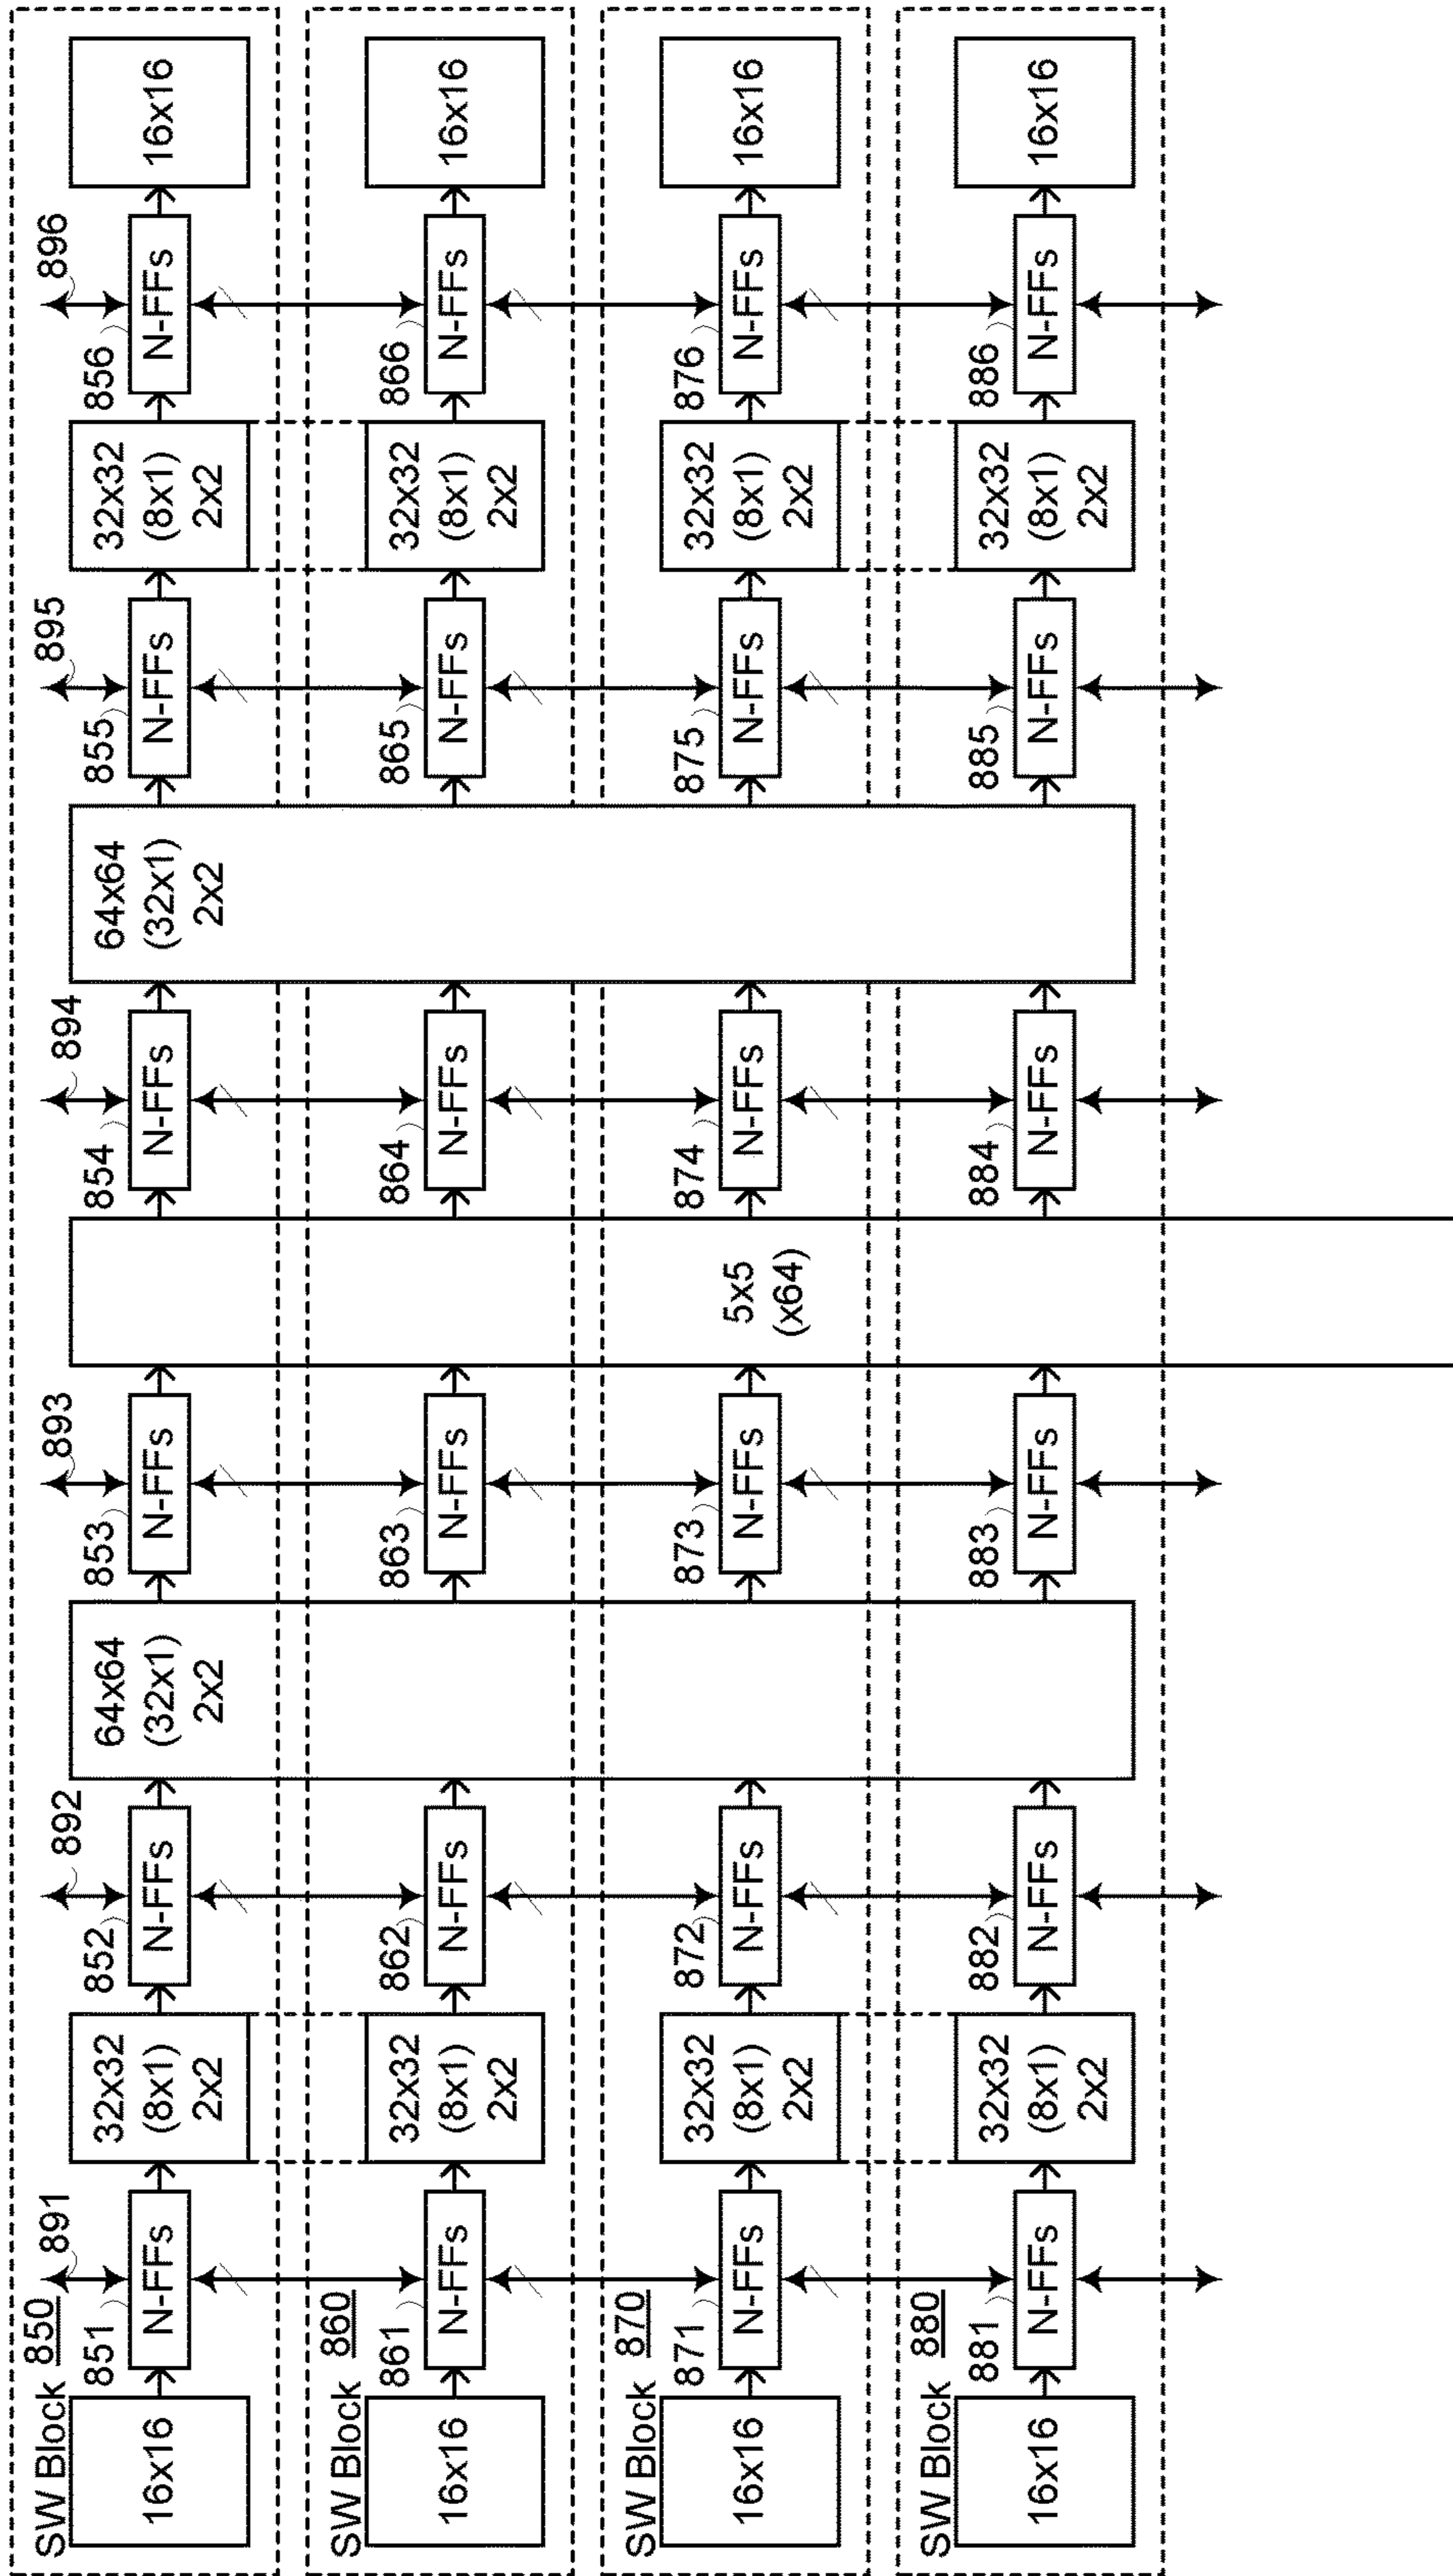 SW Block 850
16x16
851
N-FFs
891
32x32
(8x1)
2x2
852
N-FFs
892
64x64
(32x1)
2x2
853
N-FFs
893
854
N-FFs
894
64x64
(32x1)
2x2
855
N-FFs
895
32x32
(8x1)
2x2
856
N-FFs
896
16x16
SW Block 860
16x16
861
N-FFs
32x32
(8x1)
2x2
862
N-FFs
863
N-FFs
864
N-FFs
865
N-FFs
32x32
(8x1)
2x2
866
N-FFs
16x16
SW Block 870
16x16
871
N-FFs
32x32
(8x1)
2x2
872
N-FFs
873
N-FFs
5x5
(x64)
874
N-FFs
875
N-FFs
32x32
(8x1)
2x2
876
N-FFs
16x16
SW Block 880
16x16
881
N-FFs
32x32
(8x1)
2x2
882
N-FFs
883
N-FFs
884
N-FFs
885
N-FFs
32x32
(8x1)
2x2
886
N-FFs
16x16